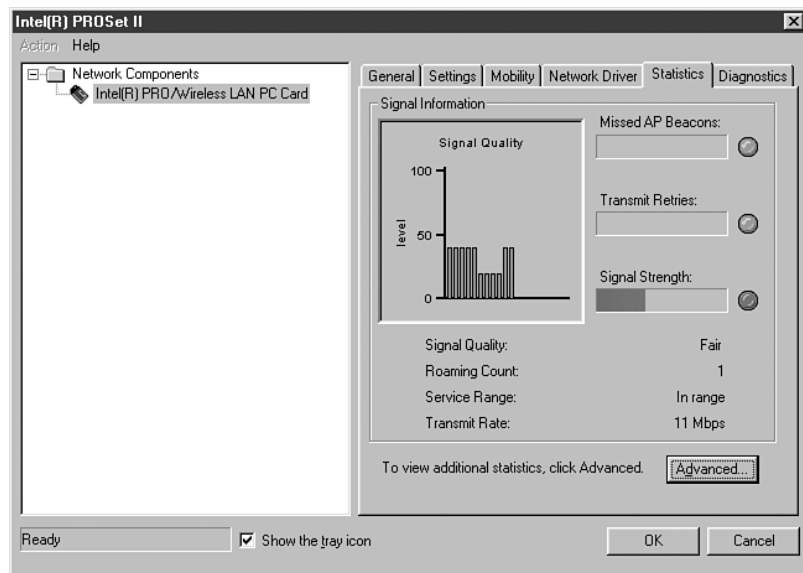 Intel(R) PROSet II
Action Help
Network Components
Intel(R) PRO/Wireless LAN PC Card
General Settings Mobility Network Driver Statistics Diagnostics
Signal Information
Signal Quality
100
50
0
level
Missed AP Beacons:
Transmit Retries:
Signal Strength:
Signal Quality: Fair
Roaming Count: 1
Service Range: In range
Transmit Rate: 11 Mbps
To view additional statistics, click Advanced. Advanced...
Ready Show the tray icon OK Cancel